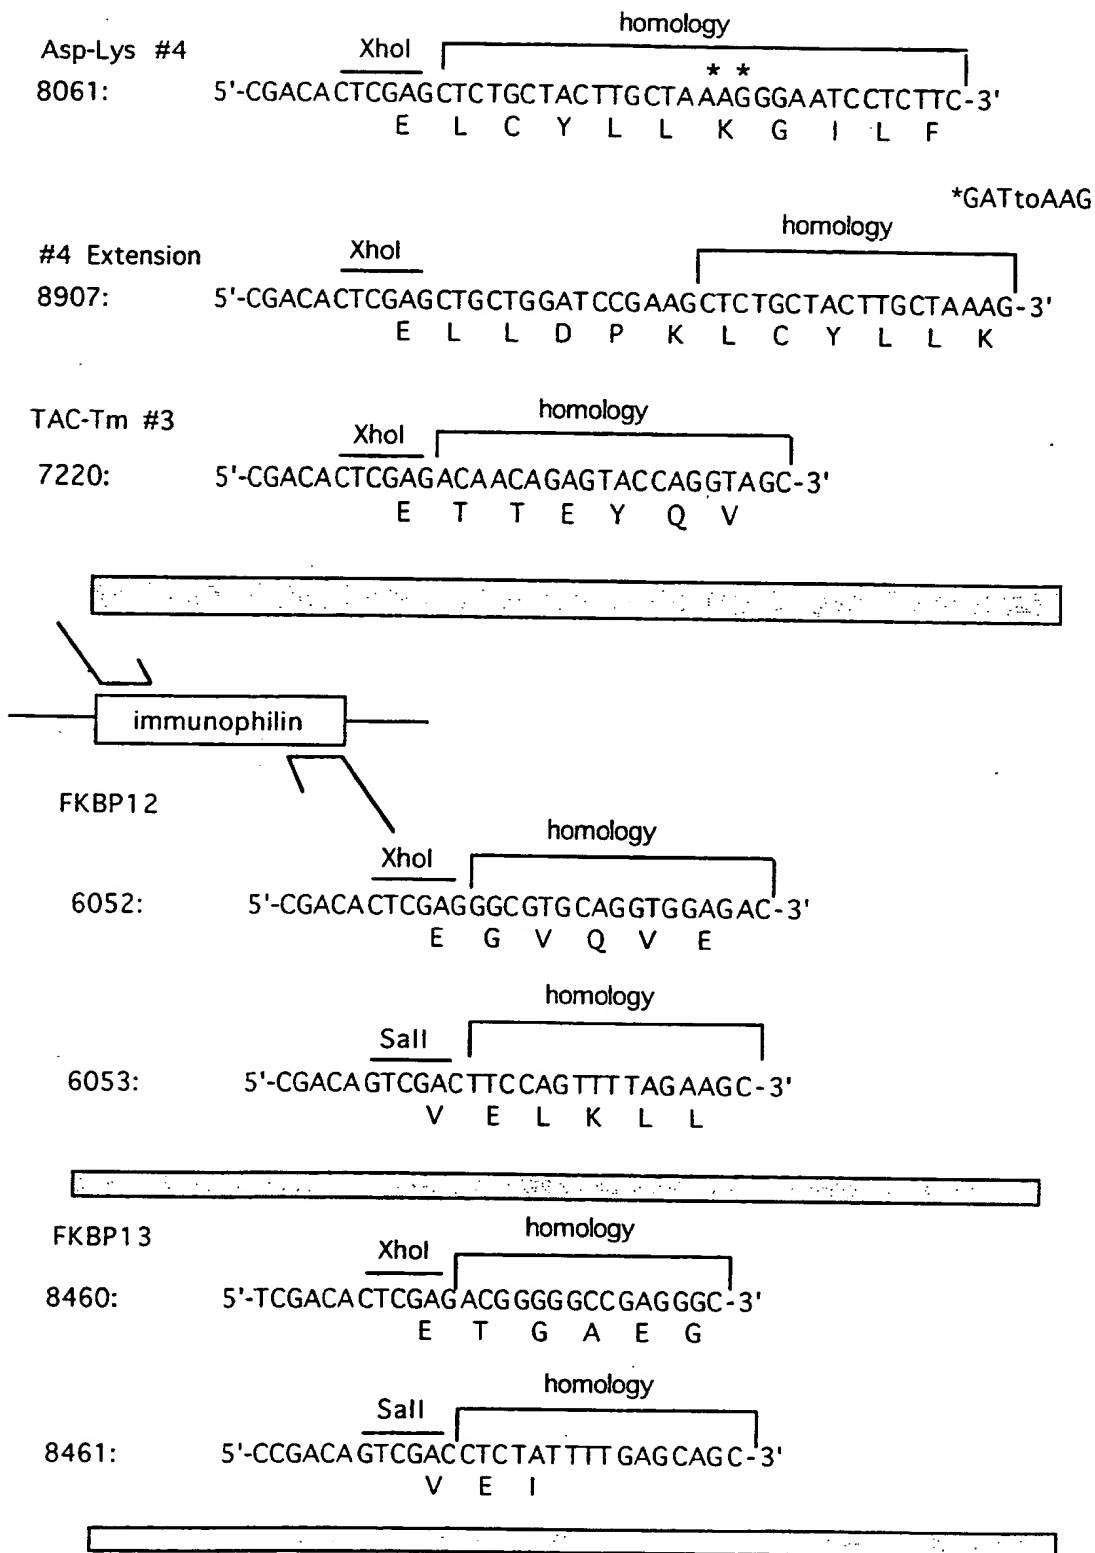 homology
Asp-Lys #4 XhoI
* *
8061: 5'-CGACACTCGAGCTCTGCTACTTGCTAAAGGGAATCCTCTTC-3'
E L C Y L L K G I L F
*GATtoAAG
homology
#4 Extension XhoI
8907: 5'-CGACACTCGAGCTGCTGGATCCGAAGCTCTGCTACTTGCTAAAG-3'
E L L D P K L C Y L L K
TAC-Tm #3 XhoI homology
7220: 5'-CGACACTCGAGACAACAGAGTACCAGGTAGC-3'
E T T E Y Q V
immunophilin
FKBP12
XhoI homology
6052: 5'-CGACACTCGAGGGCGTGCAGGTGGAGAC-3'
E G V Q V E
homology
SalI
6053: 5'-CGACAGTCGACTTCCAGTTTTAGAAGC-3'
V E L K L L
FKBP13
XhoI homology
8460: 5'-TCGACACTCGAGACGGGGGCCGAGGGC-3'
E T G A E G
homology
SalI
8461: 5'-CCGACAGTCGACCTCTATTTTGAGCAGC-3'
V E I